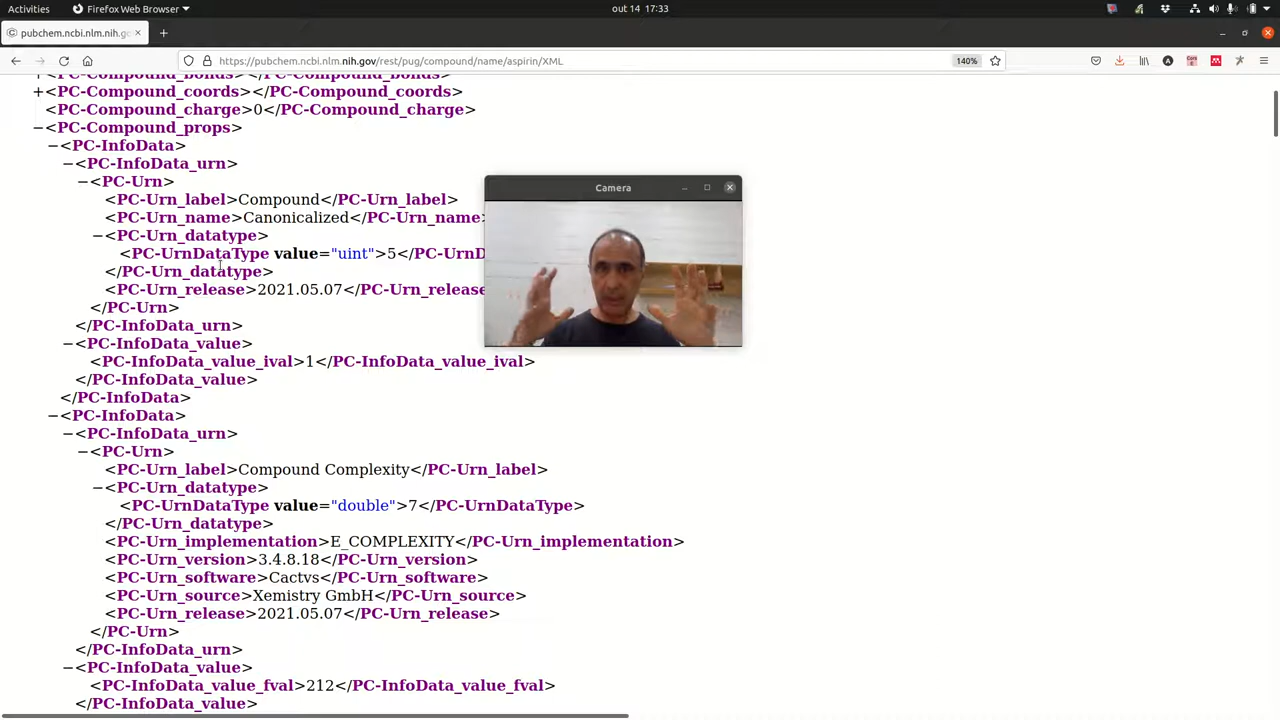 Activities
Firefox Web Browser
out 14 17:33
pubchem.ncbi.nlm.nih.go
https://pubchem.ncbi.nlm.nih.gov/rest/pug/compound/name/aspirin/XML
140%
+<PC-Compound_bonds></PC-Compound_bonds>
+<PC-Compound_coords></PC-Compound_coords>
<PC-Compound_charge>0</PC-Compound_charge>
−<PC-Compound_props>
−<PC-InfoData>
−<PC-InfoData_urn>
−<PC-Urn>
<PC-Urn_label>Compound</PC-Urn_label>
<PC-Urn_name>Canonicalized</PC-Urn_name>
−<PC-Urn_datatype>
<PC-UrnDataType value="uint">5</PC-UrnD
</PC-Urn_datatype>
<PC-Urn_release>2021.05.07</PC-Urn_release
</PC-Urn>
</PC-InfoData_urn>
−<PC-InfoData_value>
<PC-InfoData_value_ival>1</PC-InfoData_value_ival>
</PC-InfoData_value>
</PC-InfoData>
−<PC-InfoData>
−<PC-InfoData_urn>
−<PC-Urn>
<PC-Urn_label>Compound Complexity</PC-Urn_label>
−<PC-Urn_datatype>
<PC-UrnDataType value="double">7</PC-UrnDataType>
</PC-Urn_datatype>
<PC-Urn_implementation>E_COMPLEXITY</PC-Urn_implementation>
<PC-Urn_version>3.4.8.18</PC-Urn_version>
<PC-Urn_software>Cactvs</PC-Urn_software>
<PC-Urn_source>Xemistry GmbH</PC-Urn_source>
<PC-Urn_release>2021.05.07</PC-Urn_release>
</PC-Urn>
</PC-InfoData_urn>
−<PC-InfoData_value>
<PC-InfoData_value_fval>212</PC-InfoData_value_fval>
</PC-InfoData_value>
Camera